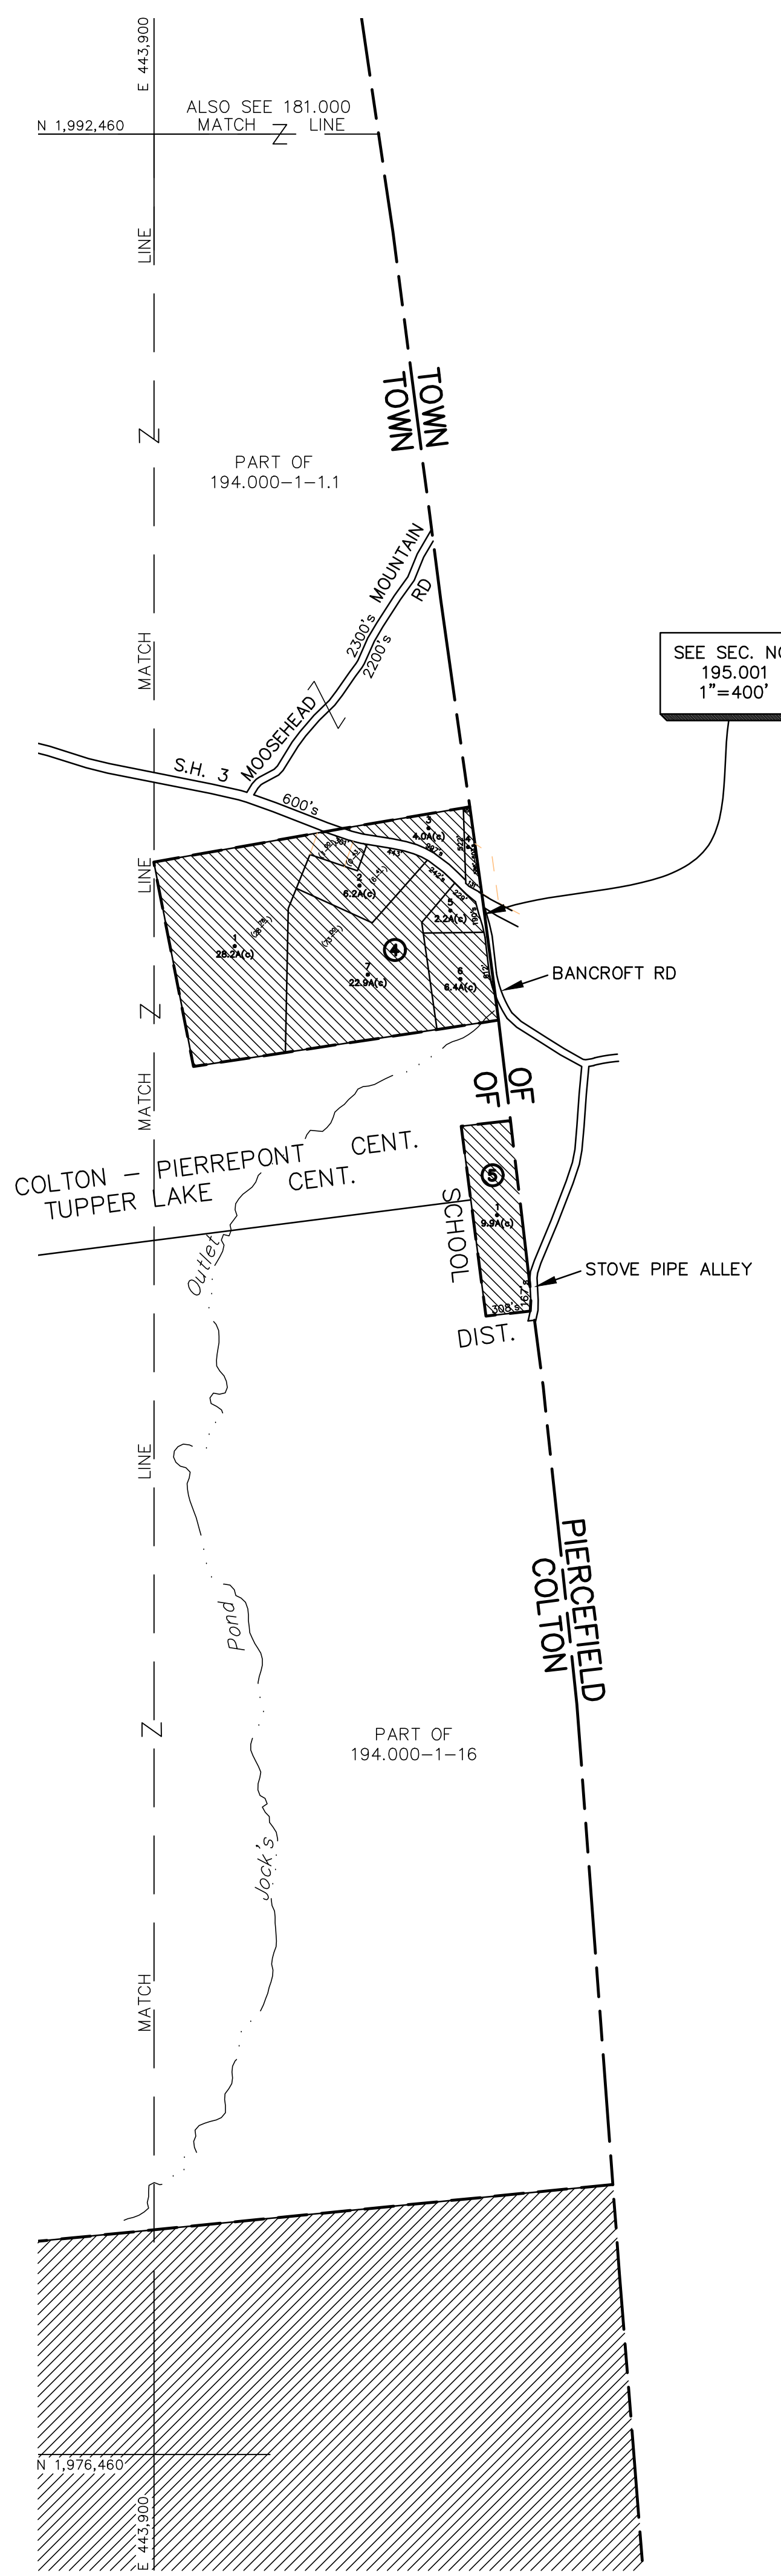 E 443,900
ALSO SEE 181.000
N 1,992,460
MATCH Z LINE
LINE
Z
TOWN
TOWN
PART OF
194.000-1-1.1
MOUNTAIN
RD
2300's
2200's
MATCH
SEE SEC. NO
195.001
1"=400'
MOOSEHEAD
S.H. 3
600's
LINE
4.0A(c)
6.2A(c)
5
2.2A(c)
1
28.2A(c)
4
7
22.9A(c)
6
8.4A(c)
BANCROFT RD
Z
MATCH
OF
OF
COLTON - PIERREPONT CENT.
TUPPER LAKE CENT.
5
1
9.9A(c)
SCHOOL
Outlet
STOVE PIPE ALLEY
167's
308's
DIST.
LINE
PIERCEFIELD
COLTON
Pond
Z
PART OF
194.000-1-16
Jock's
MATCH
N 1,976,460
E 443,900